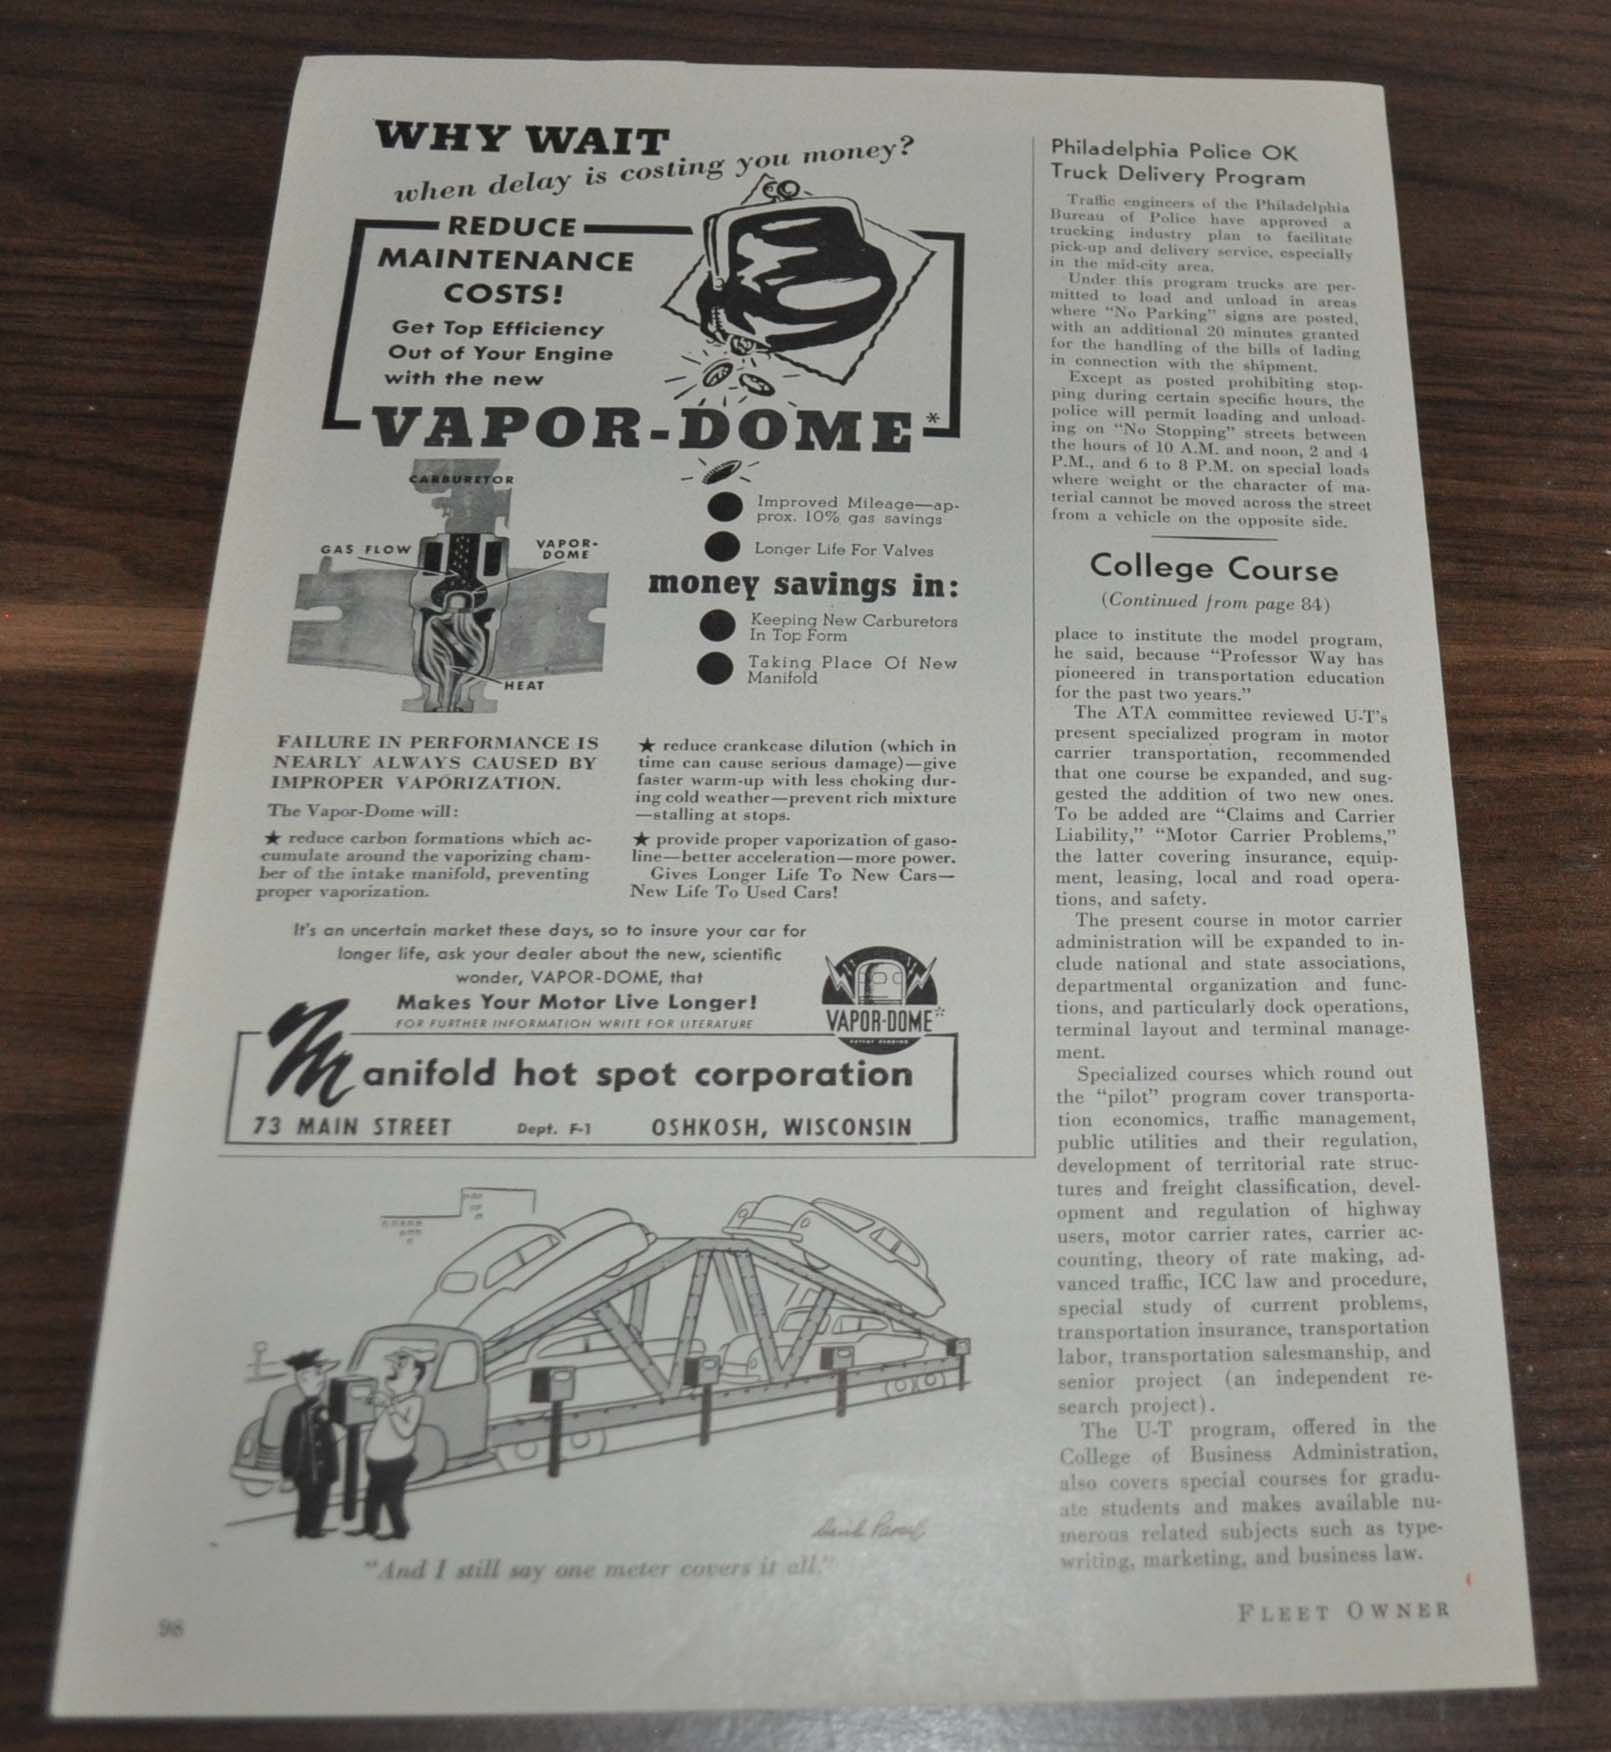 WHY WAIT
when delay is costing you money?
REDUCE
MAINTENANCE
COSTS!
Get Top Efficiency
Out of Your Engine
with the new
VAPOR-DOME*
CARBURETOR
GAS FLOW
VAPOR-
DOME
HEAT
Improved Mileage—ap-
prox. 10% gas savings
Longer Life For Valves
money savings in:
Keeping New Carburetors
In Top Form
Taking Place Of New
Manifold
FAILURE IN PERFORMANCE IS
NEARLY ALWAYS CAUSED BY
IMPROPER VAPORIZATION.
The Vapor-Dome will:
★ reduce carbon formations which ac-
cumulate around the vaporizing cham-
ber of the intake manifold, preventing
proper vaporization.
★ reduce crankcase dilution (which in
time can cause serious damage)—give
faster warm-up with less choking dur-
ing cold weather—prevent rich mixture
—stalling at stops.
★ provide proper vaporization of gaso-
line—better acceleration—more power.
Gives Longer Life To New Cars—
New Life To Used Cars!
It's an uncertain market these days, so to insure your car for
longer life, ask your dealer about the new, scientific
wonder, VAPOR-DOME, that
Makes Your Motor Live Longer!
FOR FURTHER INFORMATION WRITE FOR LITERATURE
VAPOR-DOME*
PATENT PENDING
Manifold hot spot corporation
73 MAIN STREET Dept. F-1 OSHKOSH, WISCONSIN
"And I still say one meter covers it all."
98
Philadelphia Police OK
Truck Delivery Program
Traffic engineers of the Philadelphia
Bureau of Police have approved a
trucking industry plan to facilitate
pick-up and delivery service, especially
in the mid-city area.
Under this program trucks are per-
mitted to load and unload in areas
where "No Parking" signs are posted,
with an additional 20 minutes granted
for the handling of the bills of lading
in connection with the shipment.
Except as posted prohibiting stop-
ping during certain specific hours, the
police will permit loading and unload-
ing on "No Stopping" streets between
the hours of 10 A.M. and noon, 2 and 4
P.M., and 6 to 8 P.M. on special loads
where weight or the character of ma-
terial cannot be moved across the street
from a vehicle on the opposite side.
College Course
(Continued from page 84)
place to institute the model program,
he said, because "Professor Way has
pioneered in transportation education
for the past two years."
The ATA committee reviewed U-T's
present specialized program in motor
carrier transportation, recommended
that one course be expanded, and sug-
gested the addition of two new ones.
To be added are "Claims and Carrier
Liability," "Motor Carrier Problems,"
the latter covering insurance, equip-
ment, leasing, local and road opera-
tions, and safety.
The present course in motor carrier
administration will be expanded to in-
clude national and state associations,
departmental organization and func-
tions, and particularly dock operations,
terminal layout and terminal manage-
ment.
Specialized courses which round out
the "pilot" program cover transporta-
tion economics, traffic management,
public utilities and their regulation,
development of territorial rate struc-
tures and freight classification, devel-
opment and regulation of highway
users, motor carrier rates, carrier ac-
counting, theory of rate making, ad-
vanced traffic, ICC law and procedure,
special study of current problems,
transportation insurance, transportation
labor, transportation salesmanship, and
senior project (an independent re-
search project).
The U-T program, offered in the
College of Business Administration,
also covers special courses for gradu-
ate students and makes available nu-
merous related subjects such as type-
writing, marketing, and business law.
FLEET OWNER